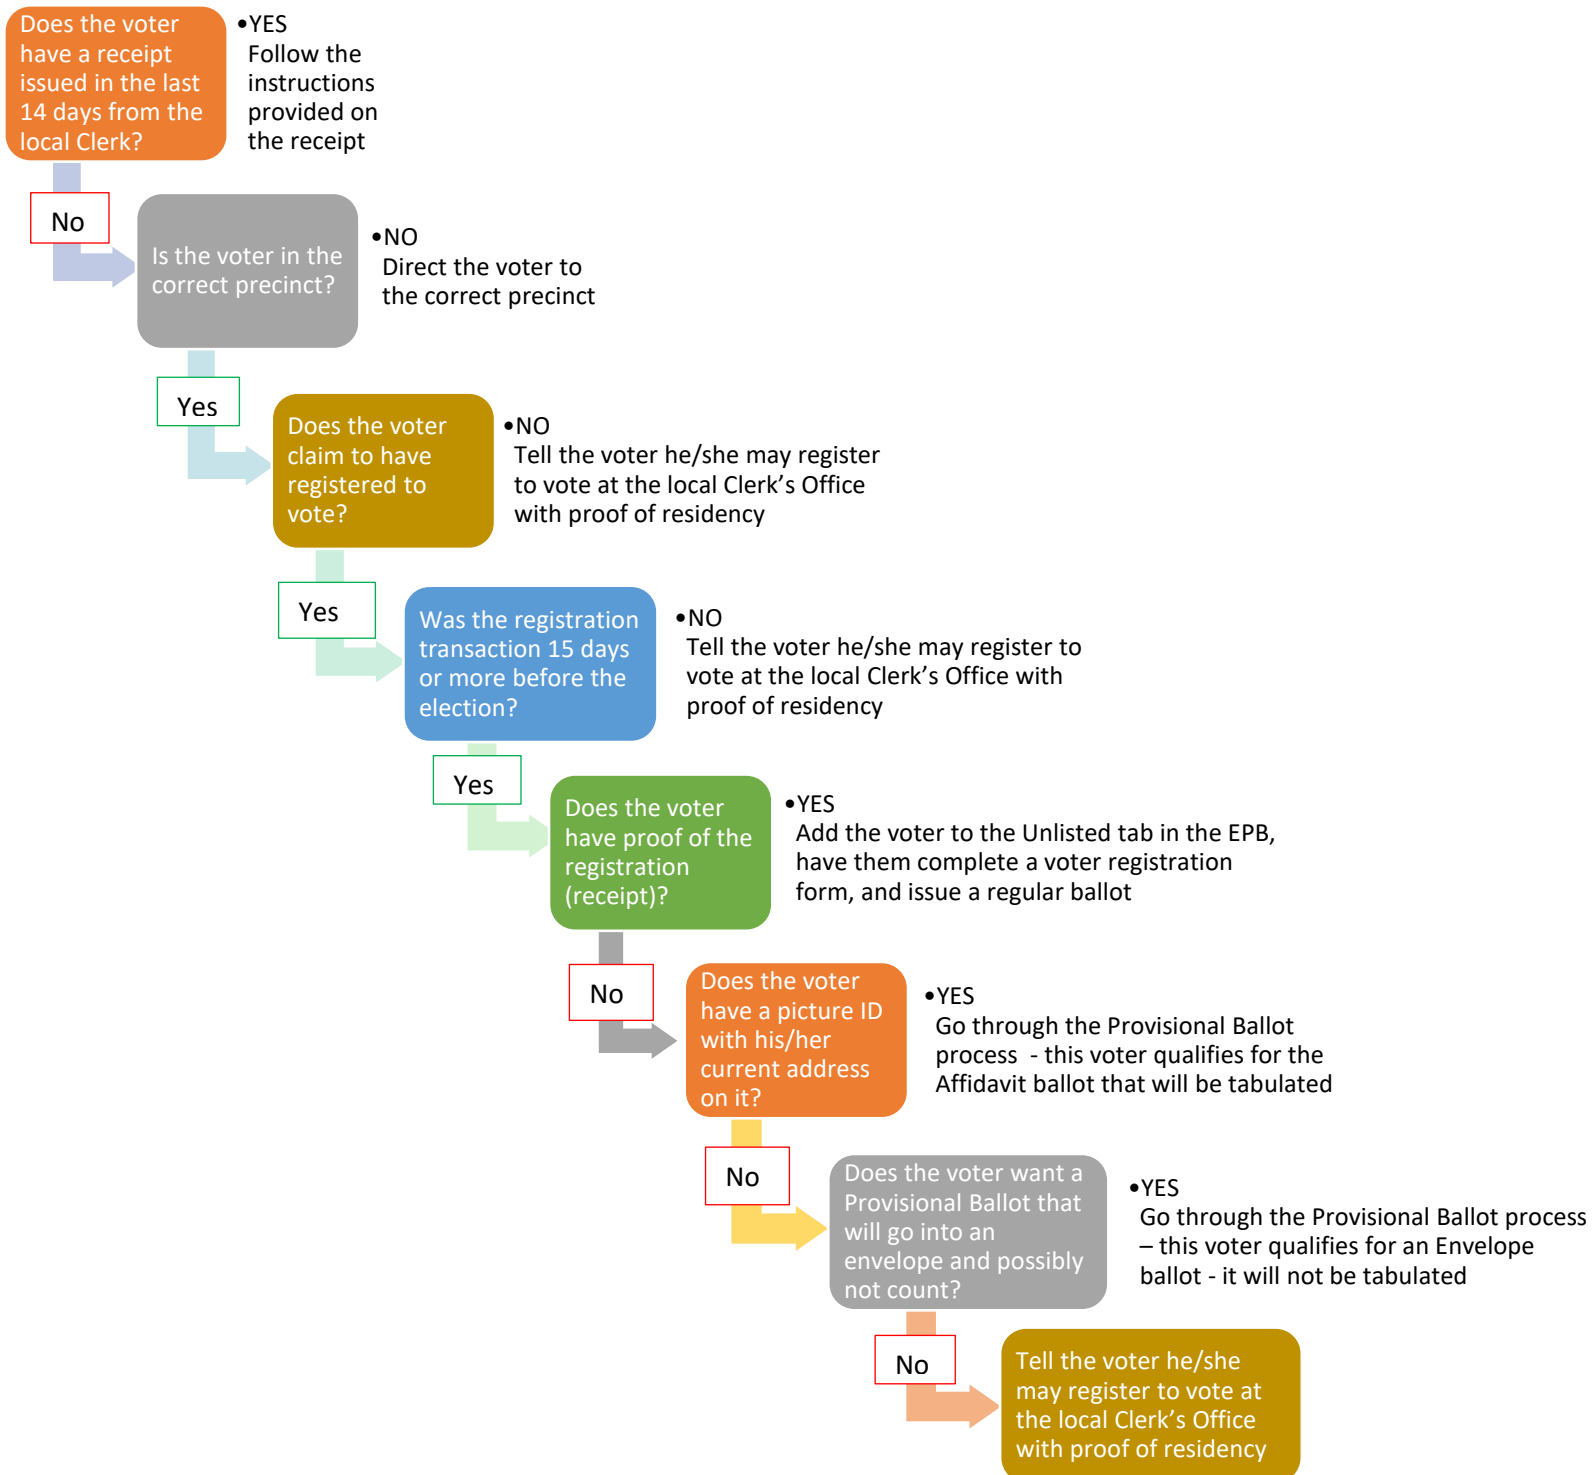 Does the voter
have a receipt
issued in the last
14 days from the
local Clerk?
•YES
Follow the
instructions
provided on
the receipt
No
Is the voter in the
correct precinct?
•NO
Direct the voter to
the correct precinct
Yes
Does the voter
claim to have
registered to
vote?
•NO
Tell the voter he/she may register
to vote at the local Clerk’s Office
with proof of residency
Yes
Was the registration
transaction 15 days
or more before the
election?
•NO
Tell the voter he/she may register to
vote at the local Clerk’s Office with
proof of residency
Yes
Does the voter
have proof of the
registration
(receipt)?
•YES
Add the voter to the Unlisted tab in the EPB,
have them complete a voter registration
form, and issue a regular ballot
No
Does the voter
have a picture ID
with his/her
current address
on it?
•YES
Go through the Provisional Ballot
process - this voter qualifies for the
Affidavit ballot that will be tabulated
No
Does the voter want a
Provisional Ballot that
will go into an
envelope and possibly
not count?
•YES
Go through the Provisional Ballot process
– this voter qualifies for an Envelope
ballot - it will not be tabulated
No
Tell the voter he/she
may register to vote at
the local Clerk’s Office
with proof of residency